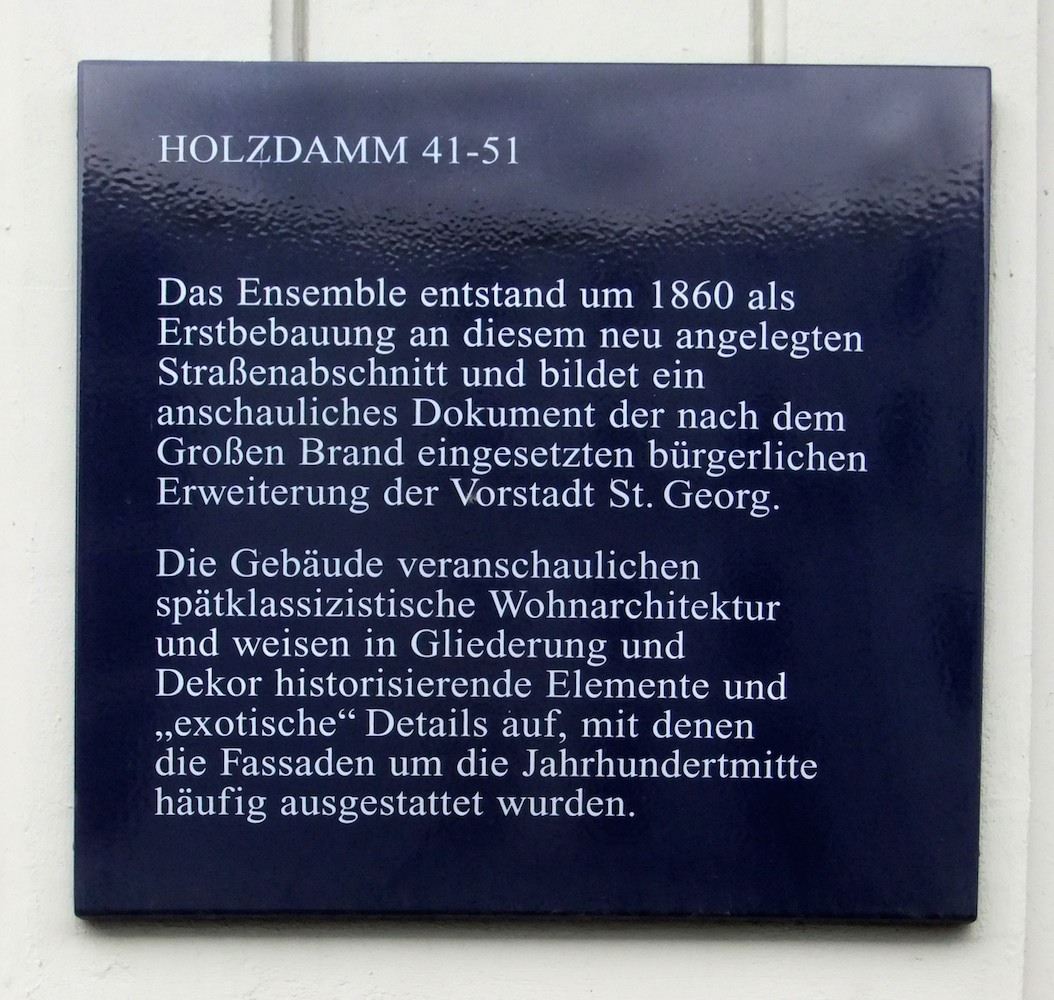 HOLZDAMM 41-51
Das Ensemble entstand um 1860 als
Erstbebauung an diesem neu angelegten
Straßenabschnitt und bildet ein
anschauliches Dokument der nach dem
Großen Brand eingesetzten bürgerlichen
Erweiterung der Vorstadt St. Georg.
Die Gebäude veranschaulichen
spätklassizistische Wohnarchitektur
und weisen in Gliederung und
Dekor historisierende Elemente und
„exotische“ Details auf, mit denen
die Fassaden um die Jahrhundertmitte
häufig ausgestattet wurden.